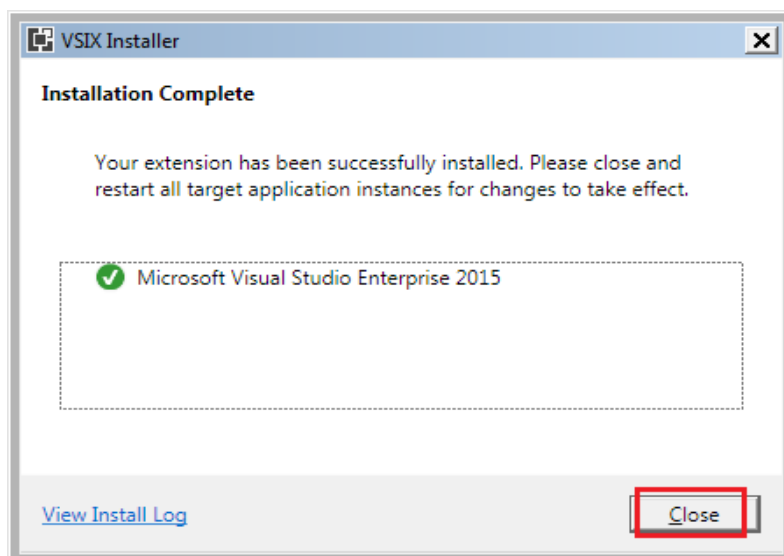 VSIX Installer
Installation Complete
Your extension has been successfully installed. Please close and
restart all target application instances for changes to take effect.
Microsoft Visual Studio Enterprise 2015
View Install Log
Close